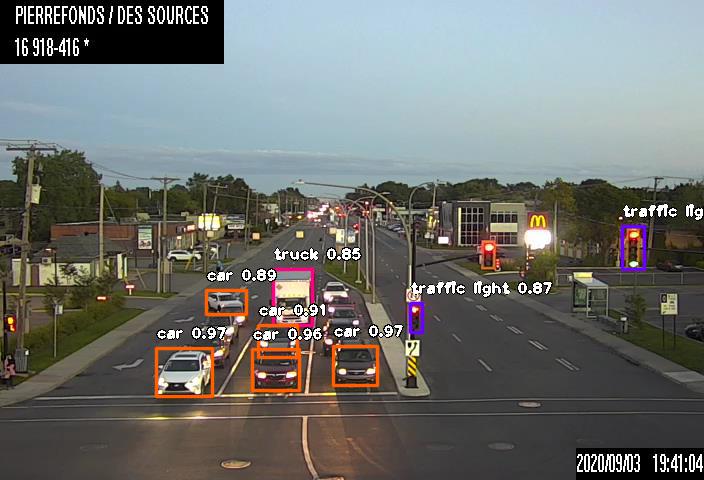 PIERREFONDS / DES SOURCES
16 918-416 *
traffic lig
truck 0.85
car 0.89
traffic light 0.87
car 0.91
car 0.97
car 0.96
car 0.97
7
2020/09/03 19:41:04